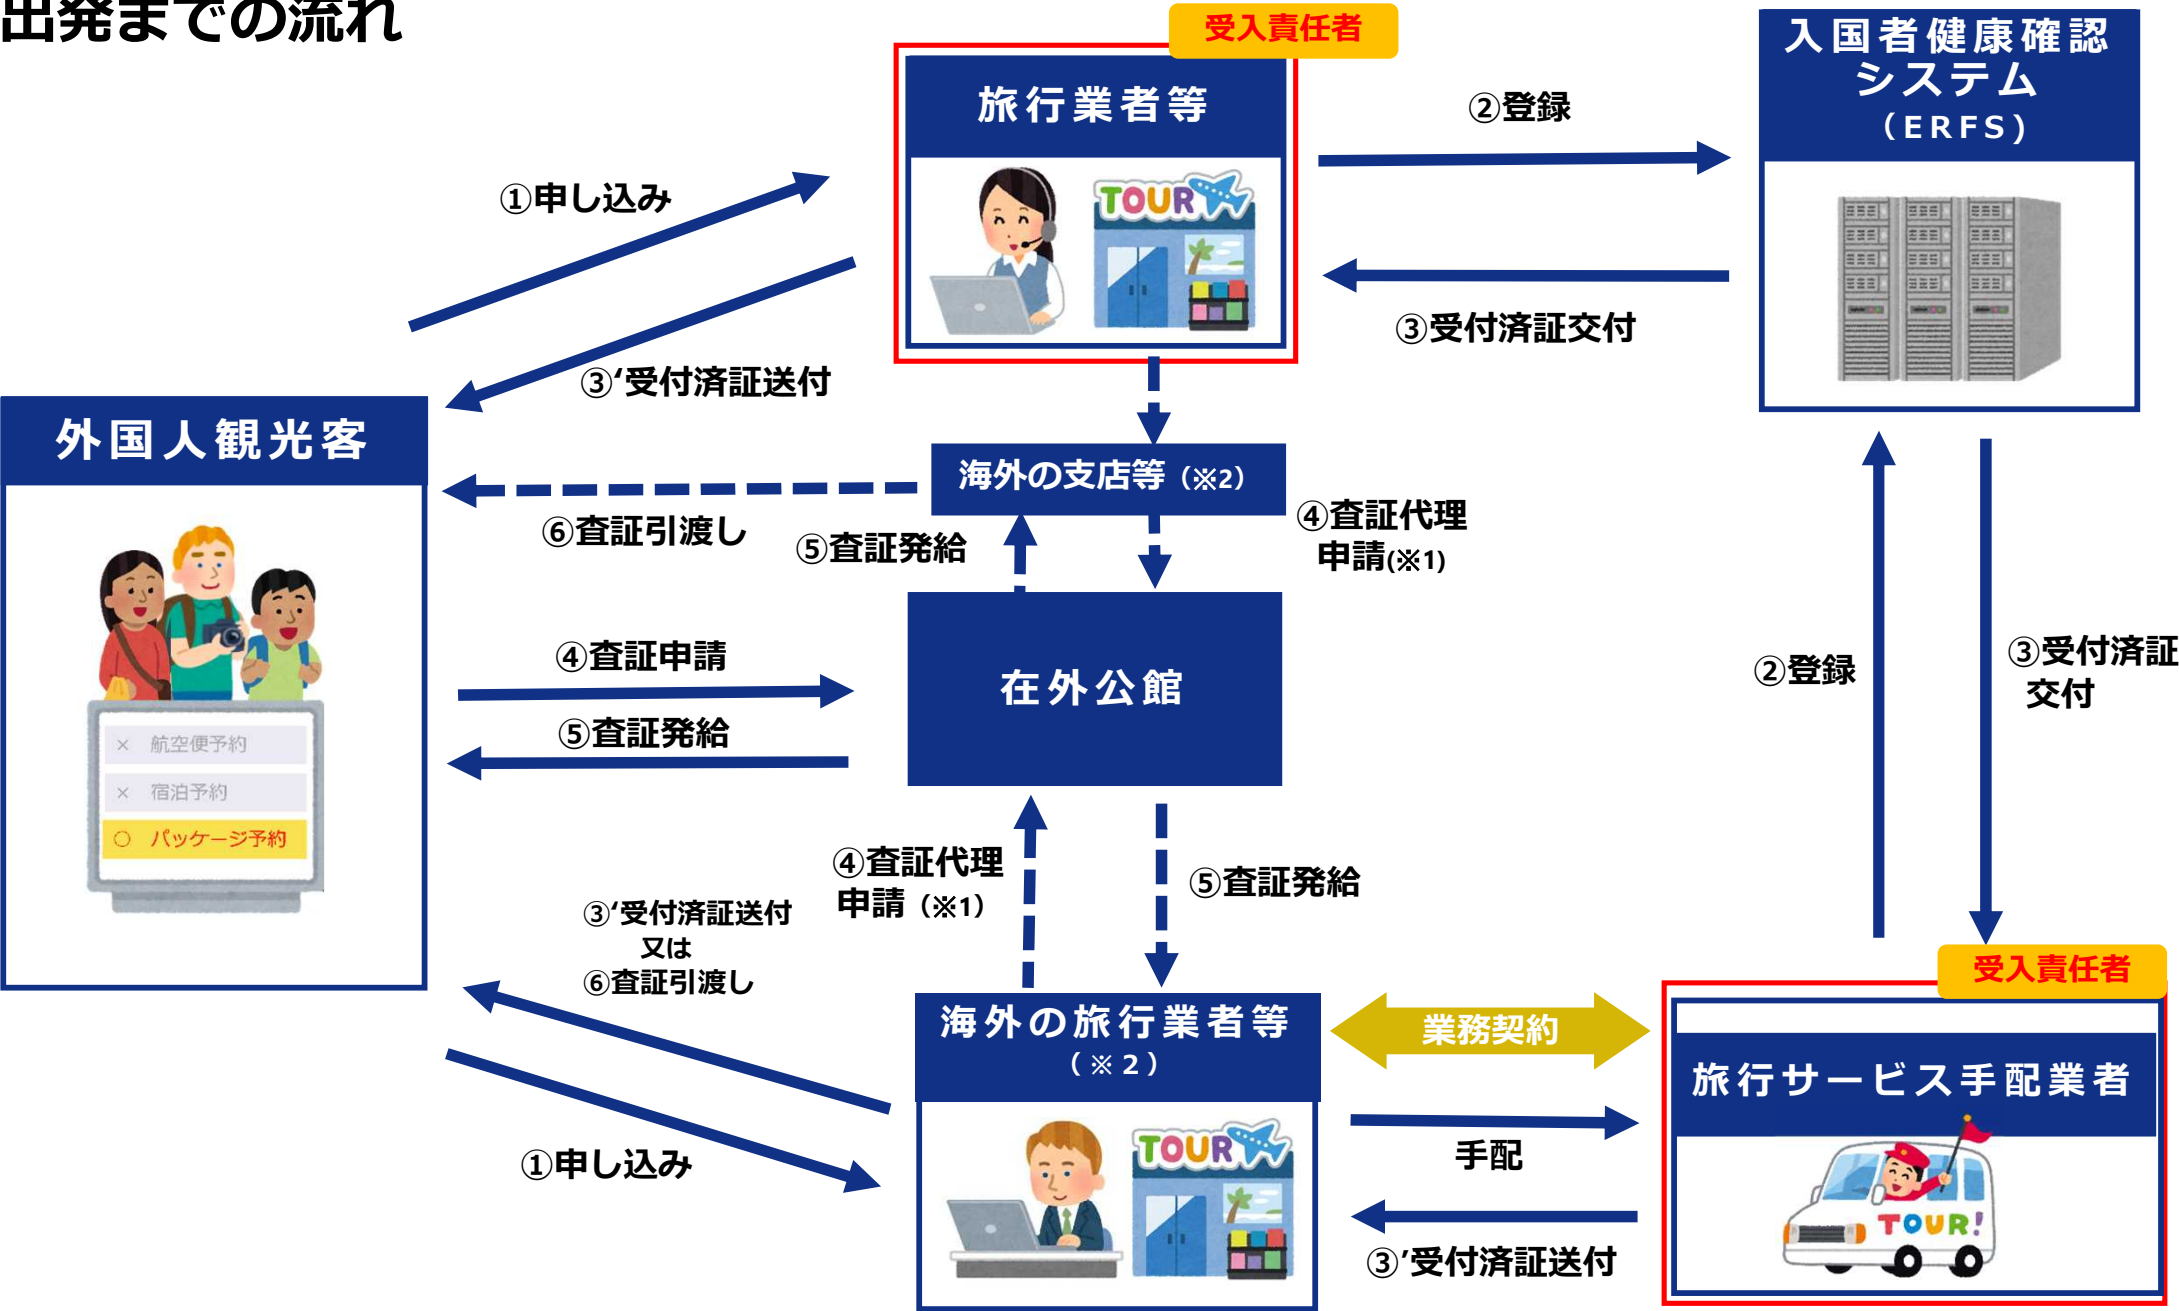 出発までの流れ
受入責任者
旅行業者等
TOUR
入国者健康確認
システム
（ERFS）
②登録
③受付済証交付
①申し込み
③‘受付済証送付
外国人観光客
× 航空便予約
× 宿泊予約
○ パッケージ予約
海外の支店等（※2）
⑥査証引渡し
⑤査証発給
④査証代理
申請(※1)
④査証申請
⑤査証発給
在外公館
②登録
③受付済証
交付
④査証代理
申請（※1）
⑤査証発給
③‘受付済証送付
又は
⑥査証引渡し
①申し込み
海外の旅行業者等
（※２）
TOUR
業務契約
手配
③’受付済証送付
受入責任者
旅行サービス手配業者
TOUR!